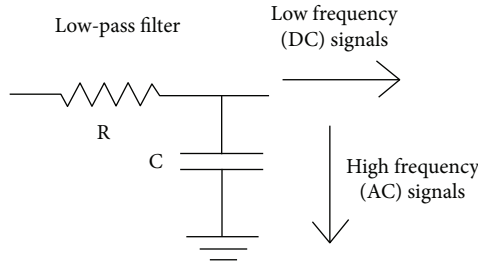 Low-pass filter
Low frequency
(DC) signals
R
C
High frequency
(AC) signals